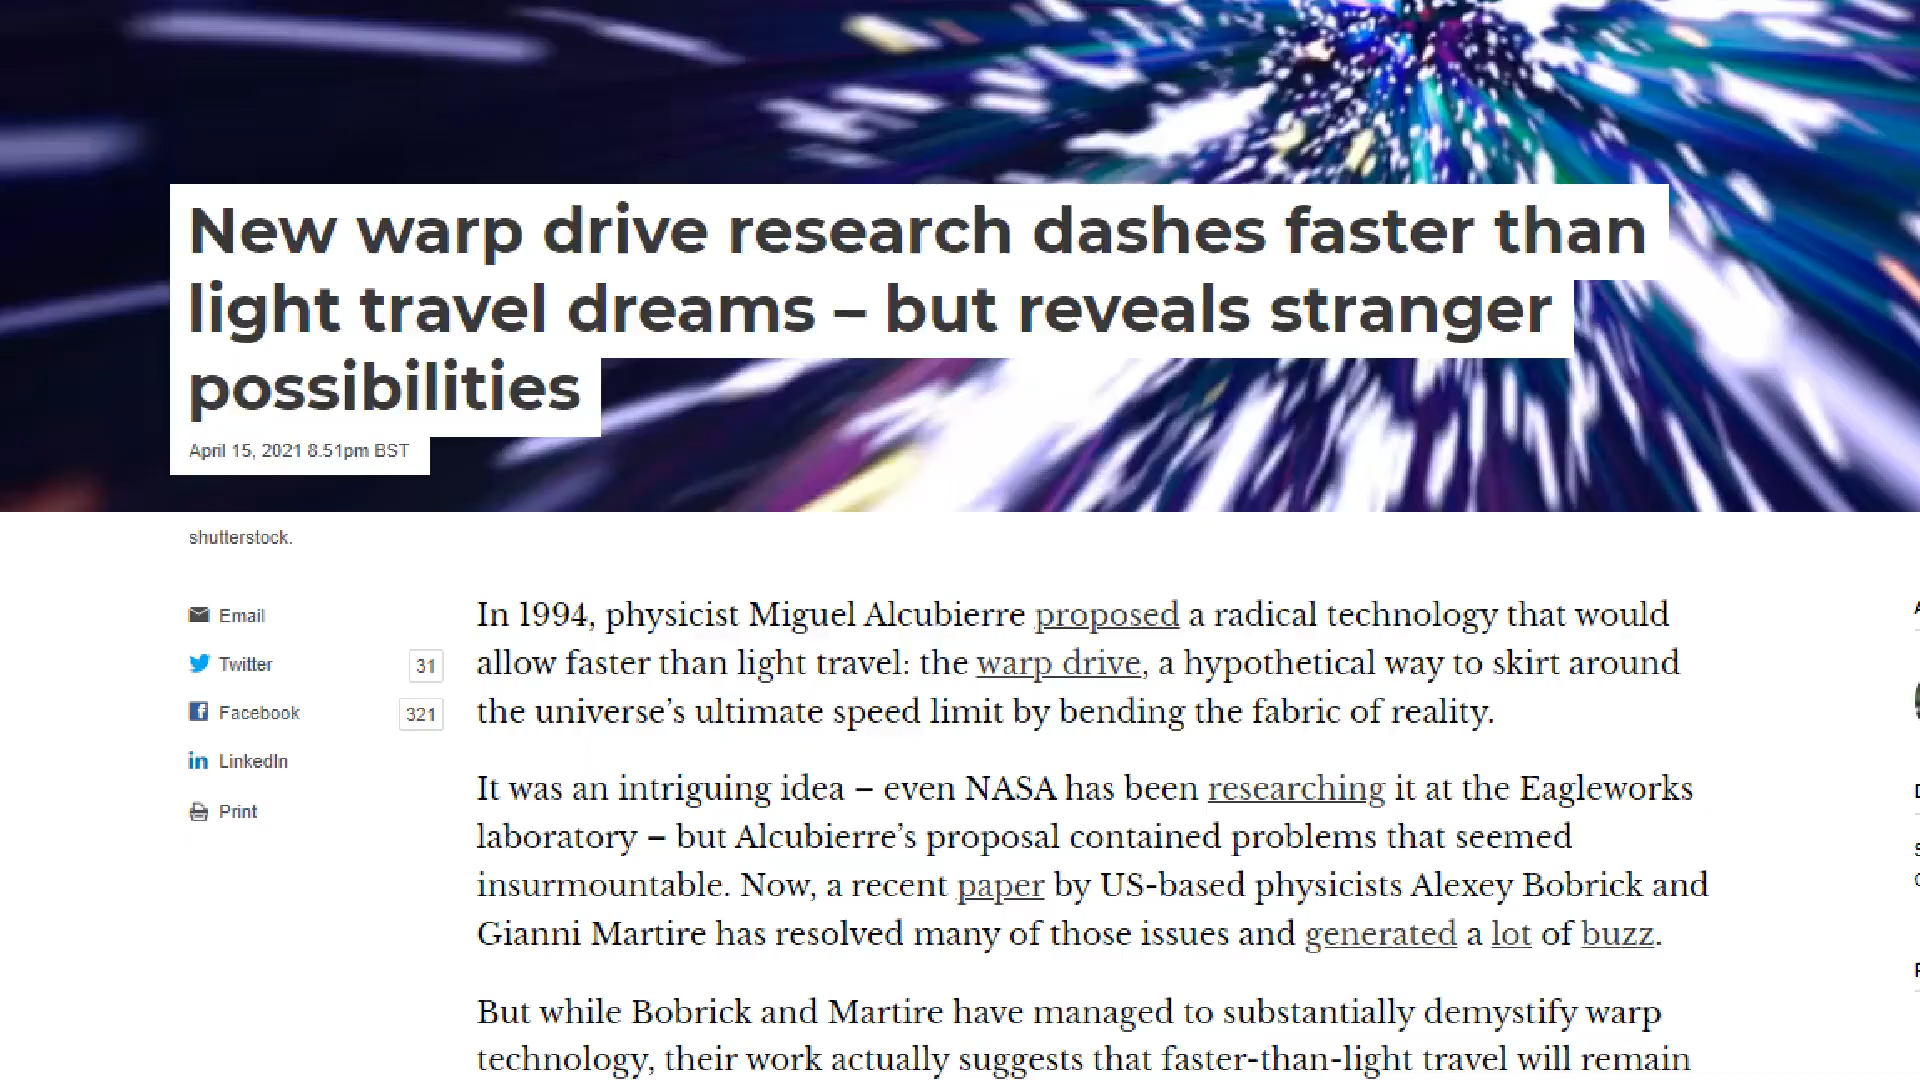 New warp drive research dashes faster than
light travel dreams – but reveals stranger
possibilities
April 15, 2021 8.51pm BST
shutterstock.
Email
Twitter 31
Facebook 321
LinkedIn
Print
In 1994, physicist Miguel Alcubierre proposed a radical technology that would
allow faster than light travel: the warp drive, a hypothetical way to skirt around
the universe’s ultimate speed limit by bending the fabric of reality.
It was an intriguing idea – even NASA has been researching it at the Eagleworks
laboratory – but Alcubierre’s proposal contained problems that seemed
insurmountable. Now, a recent paper by US-based physicists Alexey Bobrick and
Gianni Martire has resolved many of those issues and generated a lot of buzz.
But while Bobrick and Martire have managed to substantially demystify warp
technology, their work actually suggests that faster-than-light travel will remain